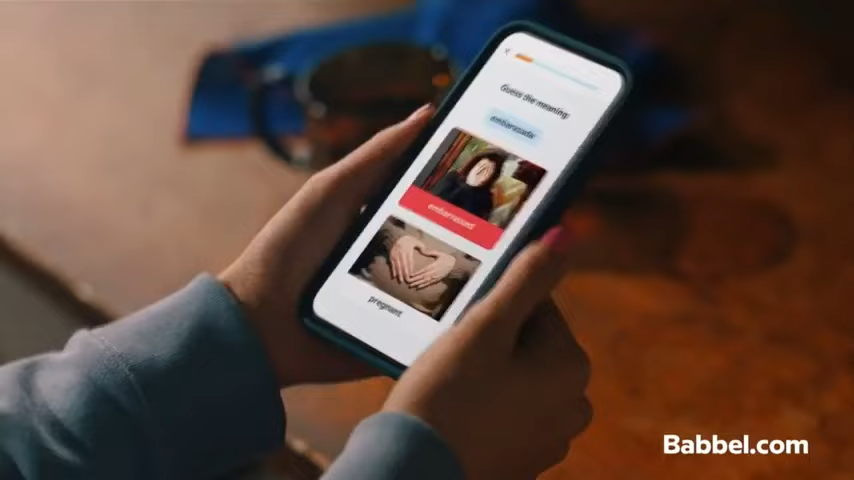 Guess the meaning:
embarazada
embarrassed
pregnant
Babbel.com